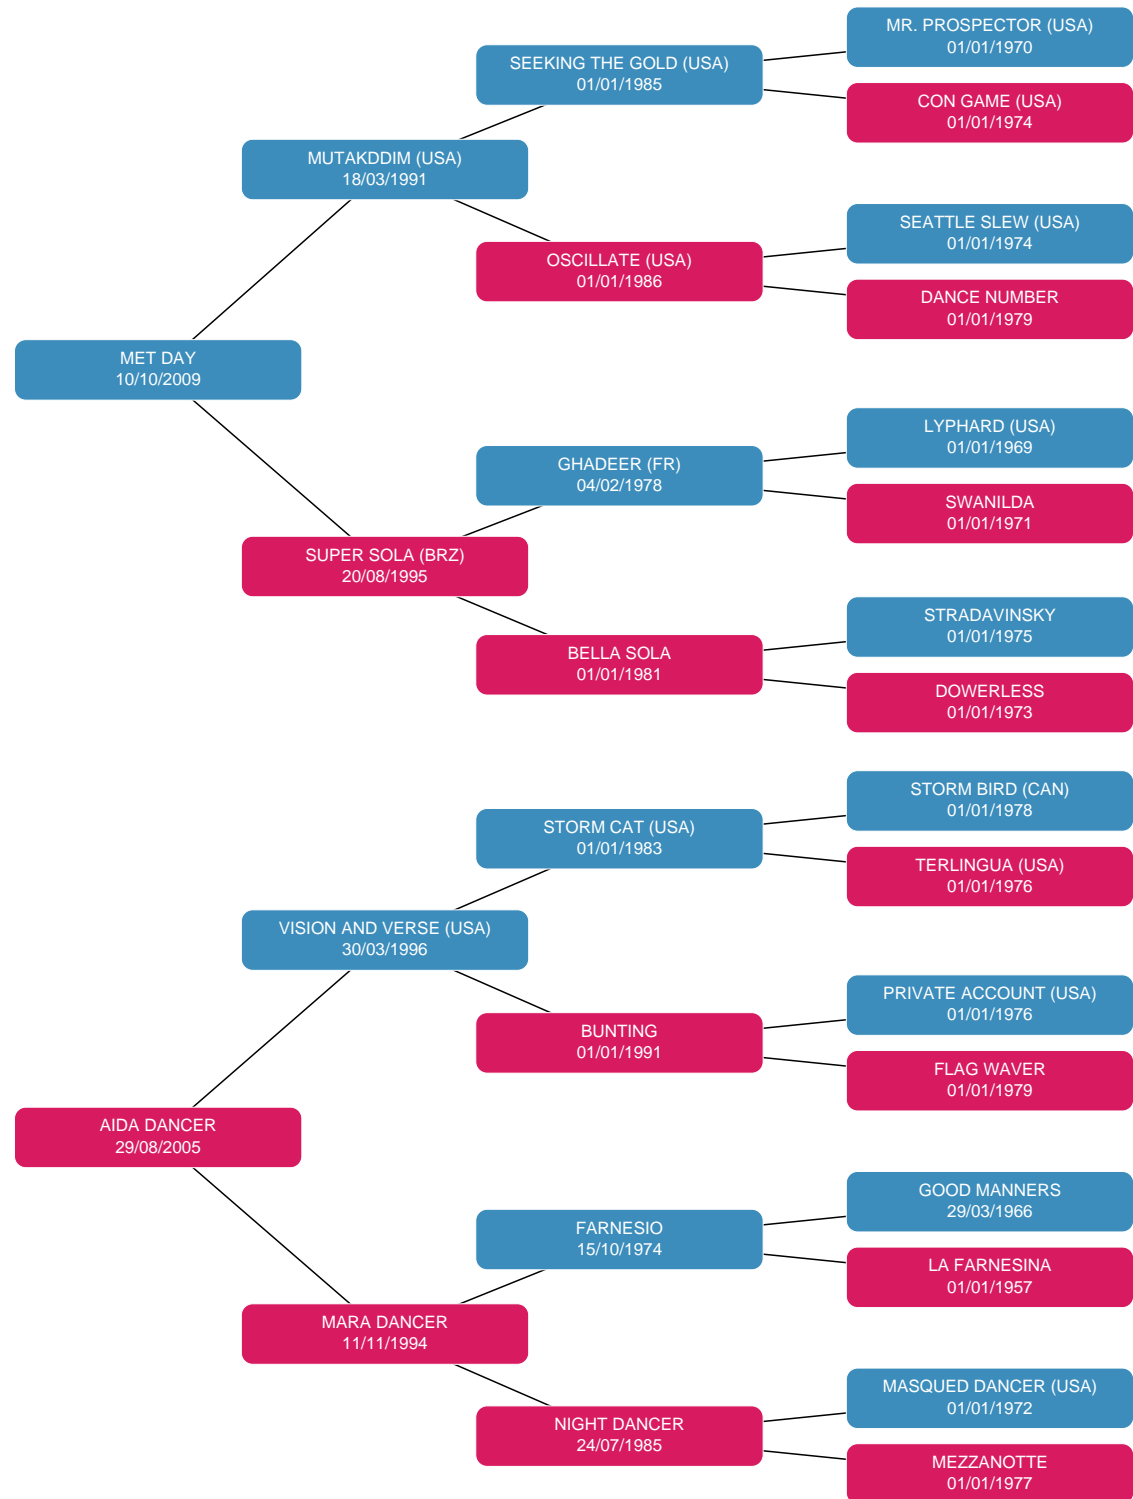 MR. PROSPECTOR (USA)
01/01/1970
SEEKING THE GOLD (USA)
01/01/1985
CON GAME (USA)
01/01/1974
MUTAKDDIM (USA)
18/03/1991
SEATTLE SLEW (USA)
01/01/1974
OSCILLATE (USA)
01/01/1986
DANCE NUMBER
01/01/1979
MET DAY
10/10/2009
LYPHARD (USA)
01/01/1969
GHADEER (FR)
04/02/1978
SWANILDA
01/01/1971
SUPER SOLA (BRZ)
20/08/1995
STRADAVINSKY
01/01/1975
BELLA SOLA
01/01/1981
DOWERLESS
01/01/1973
STORM BIRD (CAN)
01/01/1978
STORM CAT (USA)
01/01/1983
TERLINGUA (USA)
01/01/1976
VISION AND VERSE (USA)
30/03/1996
PRIVATE ACCOUNT (USA)
01/01/1976
BUNTING
01/01/1991
FLAG WAVER
01/01/1979
AIDA DANCER
29/08/2005
GOOD MANNERS
29/03/1966
FARNESIO
15/10/1974
LA FARNESINA
01/01/1957
MARA DANCER
11/11/1994
MASQUED DANCER (USA)
01/01/1972
NIGHT DANCER
24/07/1985
MEZZANOTTE
01/01/1977